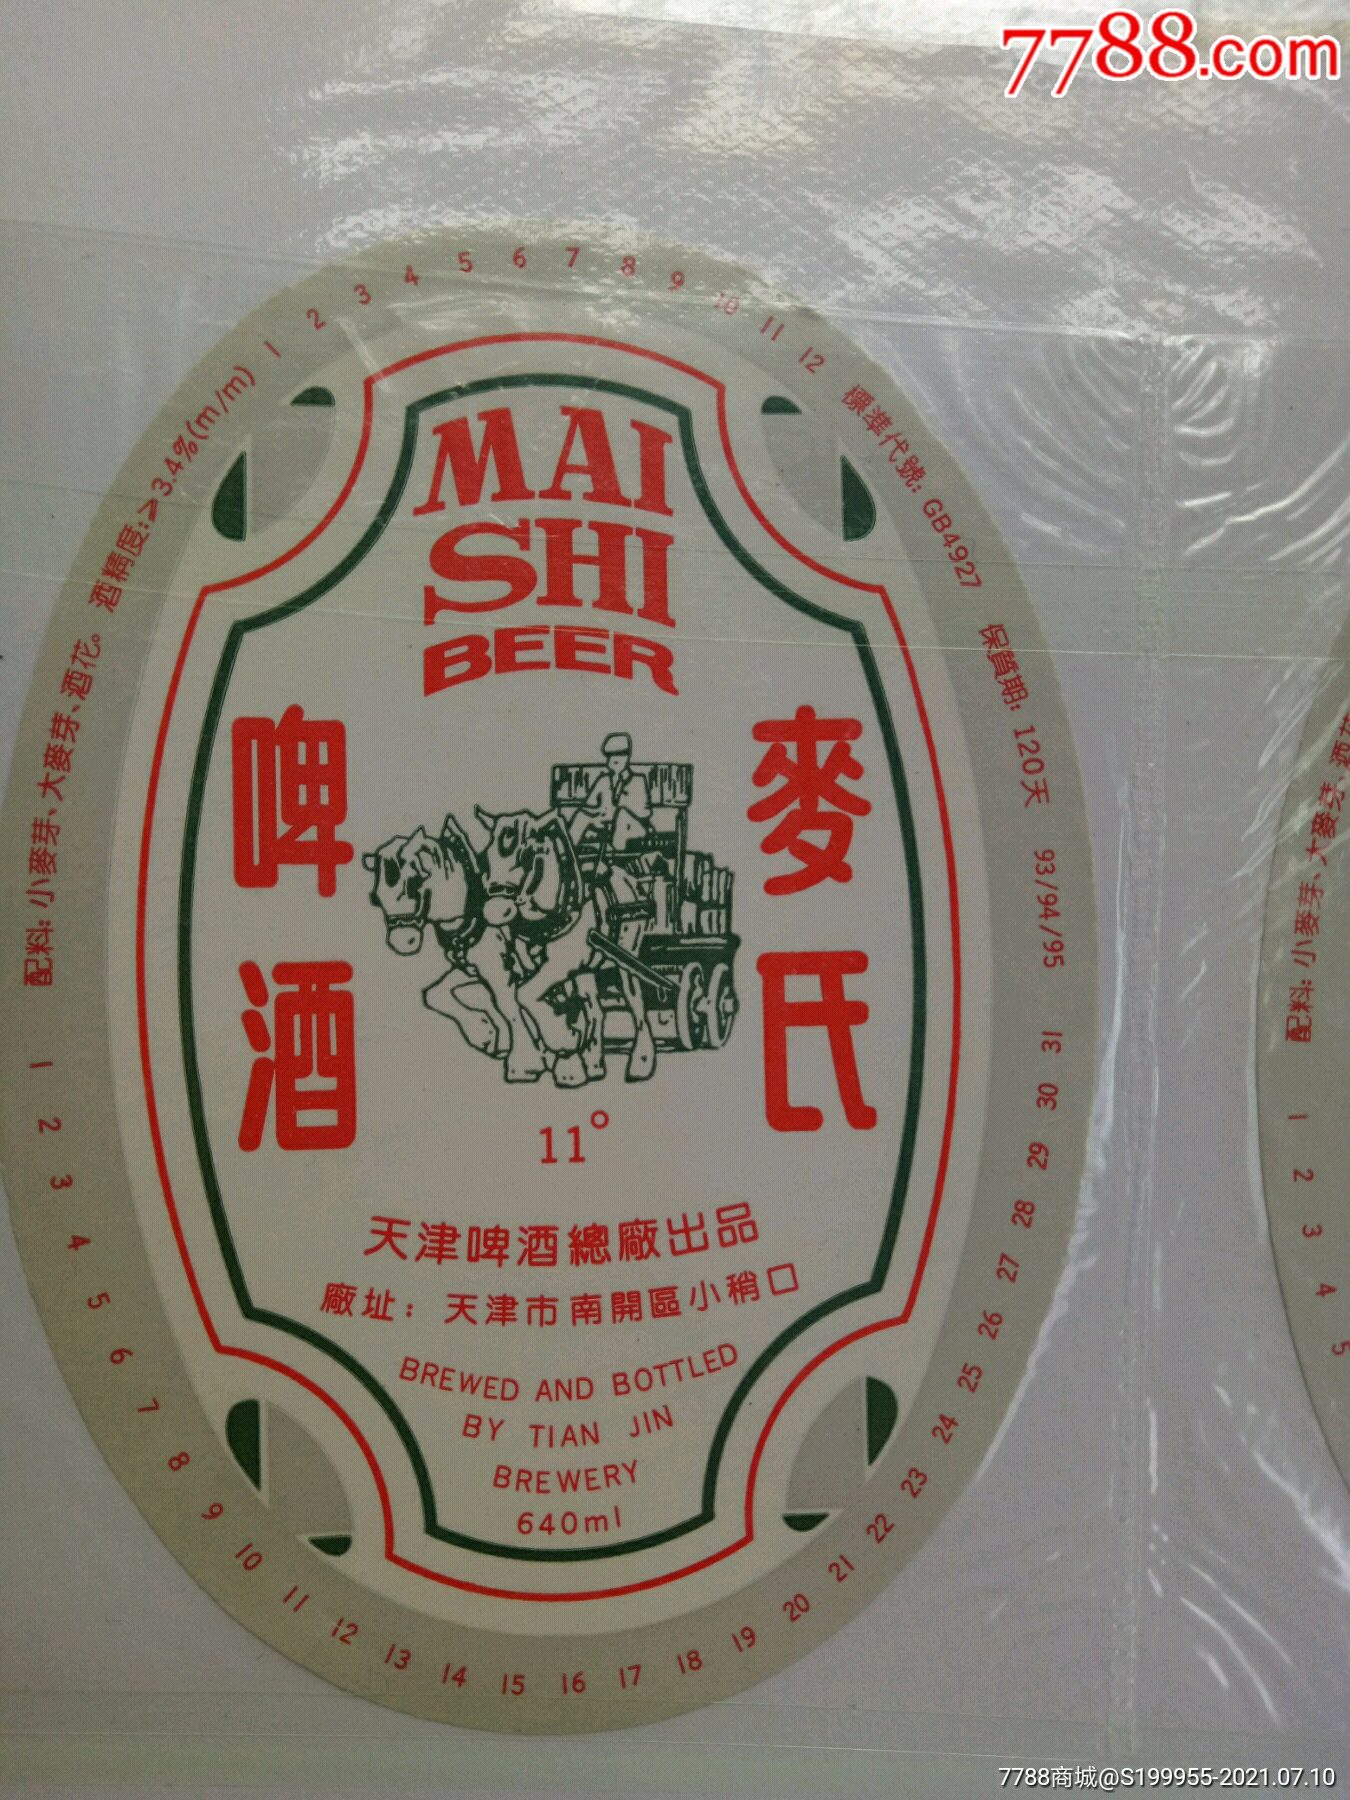 7788.com
1 2 3 4 5 6 7 8 9 10 11 12
標準代號: GB4927 保質期: 120天 93/94/95
配料: 小麥芽、大麥芽、酒花。 酒精度:≥3.4%(m/m)
MAI
SHI
BEER
麥氏
啤酒
11°
天津啤酒總廠出品
廠址: 天津市南開區小稍口
BREWED AND BOTTLED
BY TIAN JIN
BREWERY
640ml
1 2 3 4 5 6 7 8 9 10 11 12 13 14 15 16 17 18 19 20 21 22 23 24 25 26 27 28 29 30 31
配料: 小麥芽、大麥芽、酒花
1 2 3 4 5
7788商城@S199955-2021.07.10